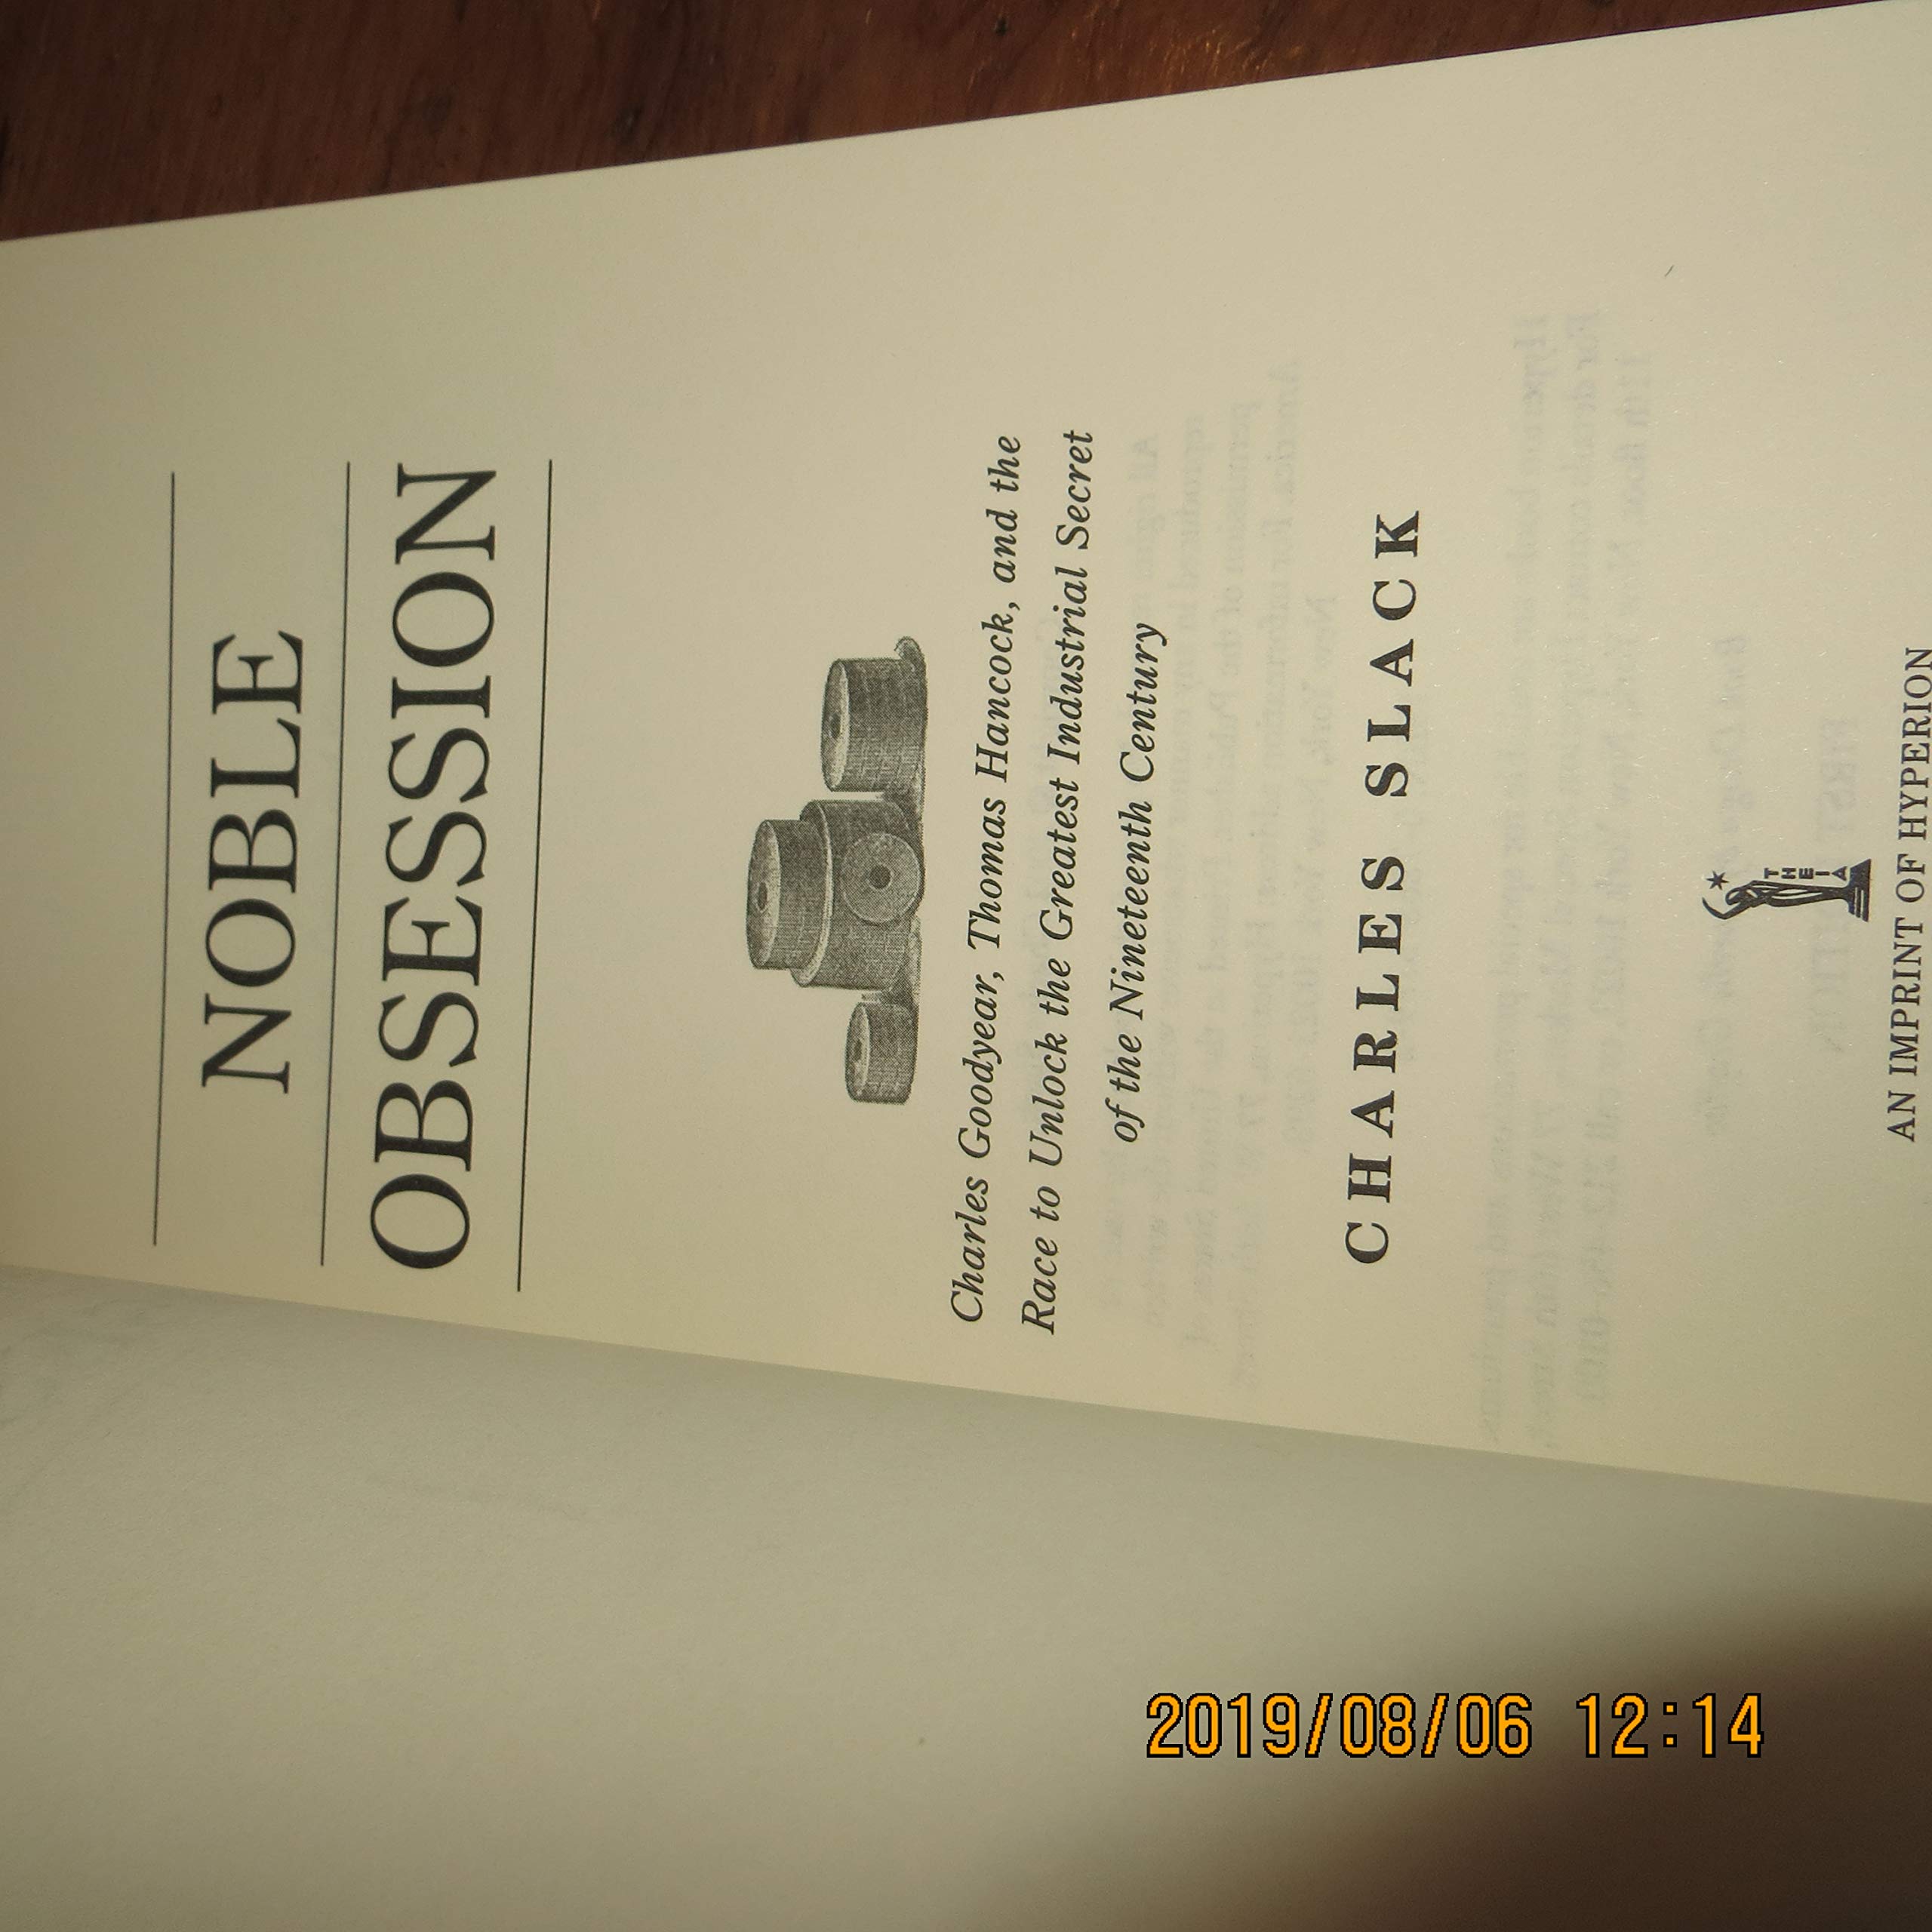 NOBLE
OBSESSION
Charles Goodyear, Thomas Hancock, and the
Race to Unlock the Greatest Industrial Secret
of the Nineteenth Century
CHARLES SLACK
THEIA
AN IMPRINT OF HYPERION
2019/08/06 12:14